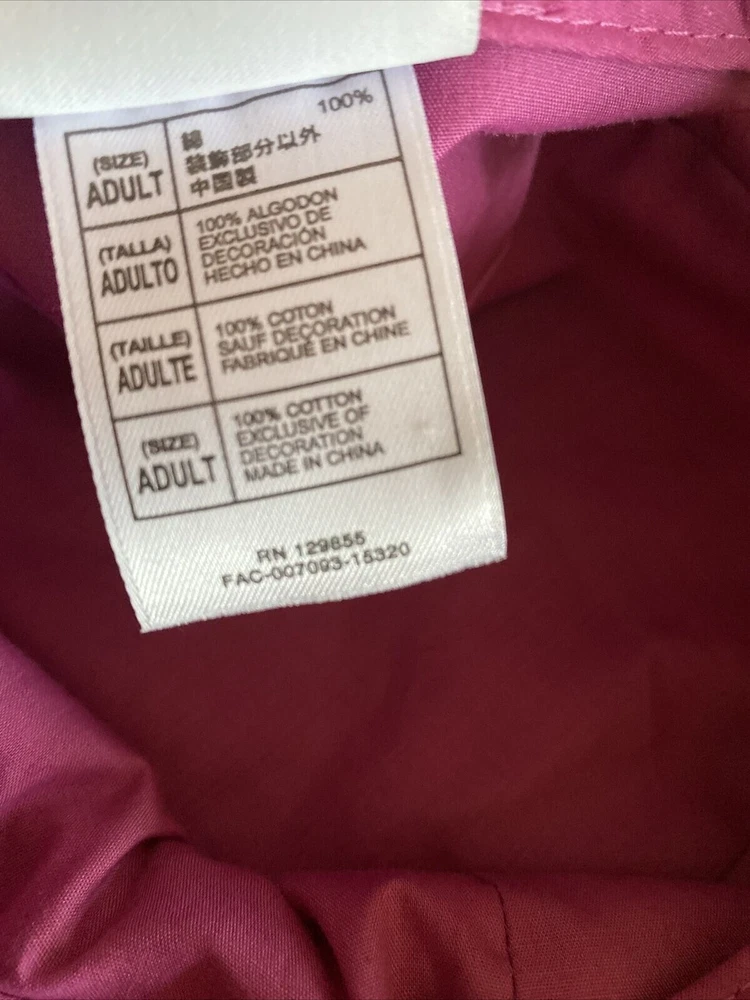 (SIZE)
ADULT
綿 100%
装飾部分以外
中国製
(TALLA)
ADULTO
100% ALGODON
EXCLUSIVO DE
DECORACIÓN
HECHO EN CHINA
(TAILLE)
ADULTE
100% COTON
SAUF DECORATION
FABRIQUÉ EN CHINE
(SIZE)
ADULT
100% COTTON
EXCLUSIVE OF
DECORATION
MADE IN CHINA
RN 129855
FAC-007093-15320